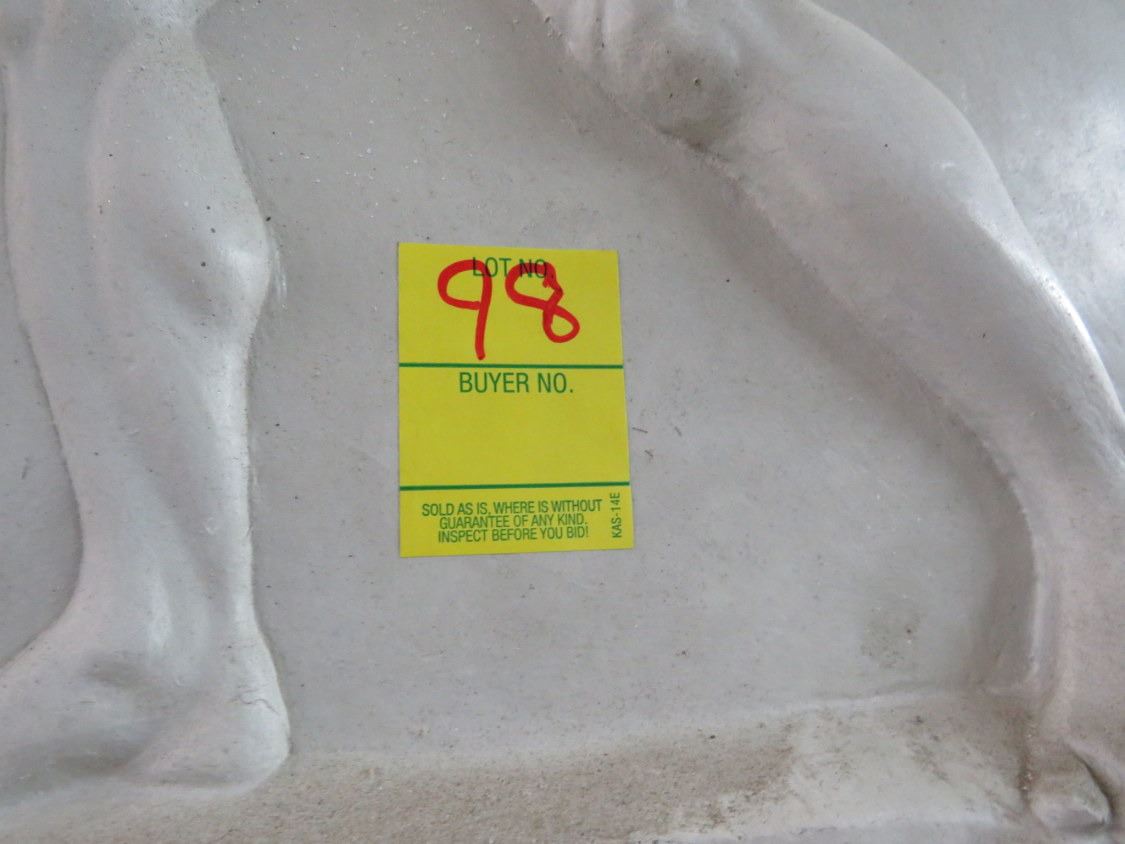 LOT NO.
98
BUYER NO.
SOLD AS IS, WHERE IS WITHOUT
GUARANTEE OF ANY KIND.
INSPECT BEFORE YOU BID!
KAS-14E